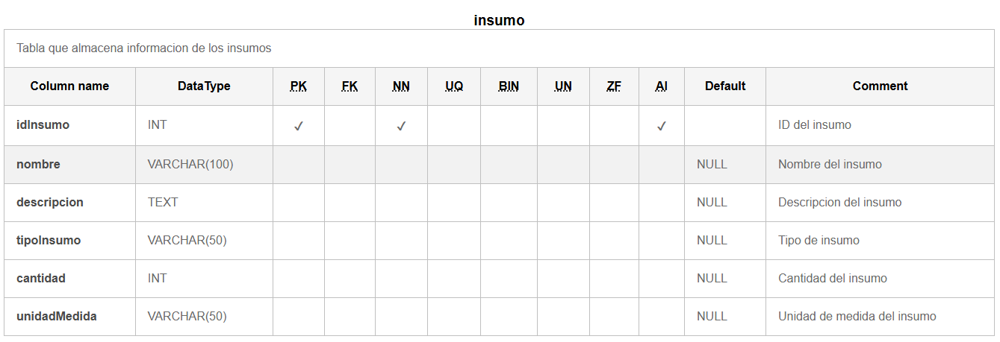 insumo
Tabla que almacena informacion de los insumos
Column name DataType PK FK NN UQ BIN UN ZF AI Default Comment
idInsumo INT ✓ ✓ ✓ ID del insumo
nombre VARCHAR(100) NULL Nombre del insumo
descripcion TEXT NULL Descripcion del insumo
tipoInsumo VARCHAR(50) NULL Tipo de insumo
cantidad INT NULL Cantidad del insumo
unidadMedida VARCHAR(50) NULL Unidad de medida del insumo